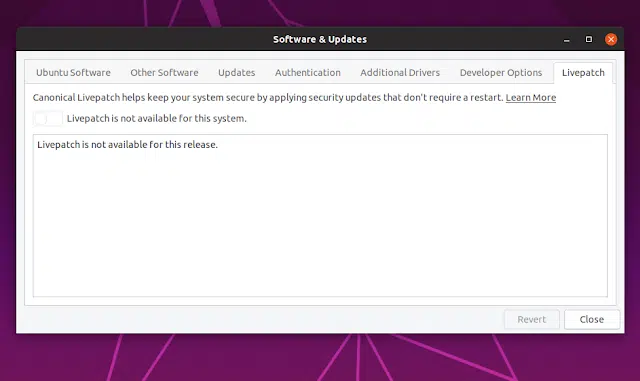 Software & Updates
Ubuntu Software Other Software Updates Authentication Additional Drivers Developer Options Livepatch
Canonical Livepatch helps keep your system secure by applying security updates that don't require a restart. Learn More
Livepatch is not available for this system.
Livepatch is not available for this release.
Revert Close